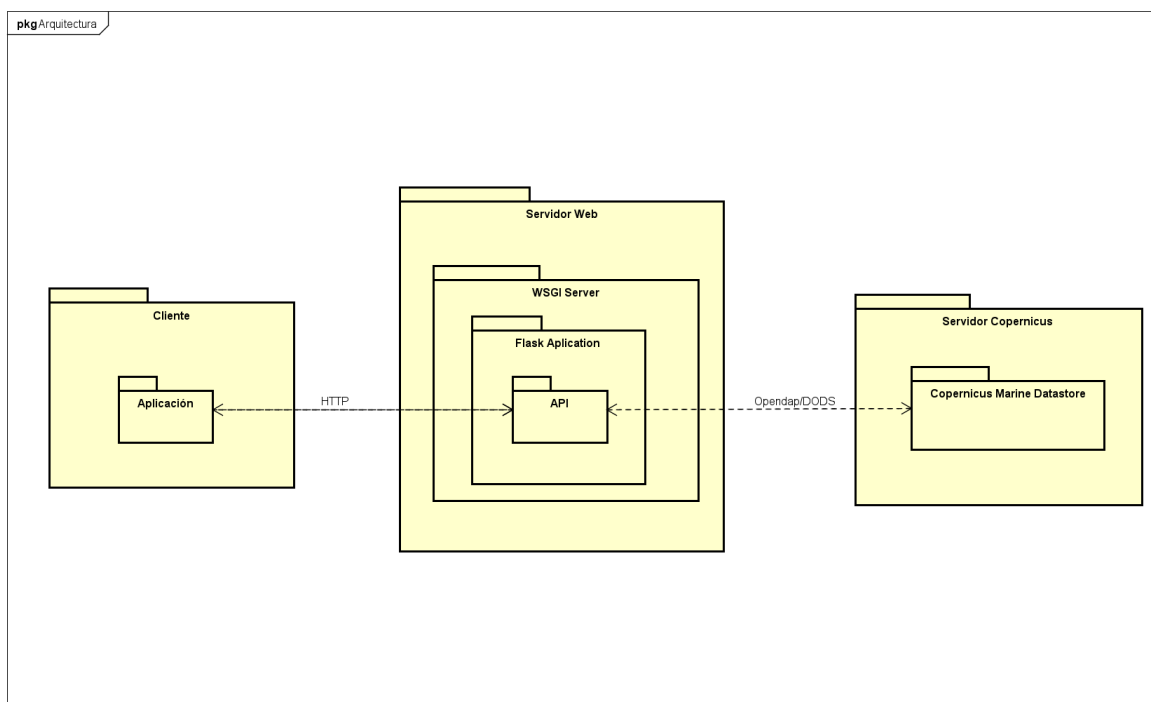 pkg Arquitectura
Servidor Web
WSGI Server
Cliente
Servidor Copernicus
Flask Aplication
Aplicación
HTTP
API
Opendap/DODS
Copernicus Marine Datastore